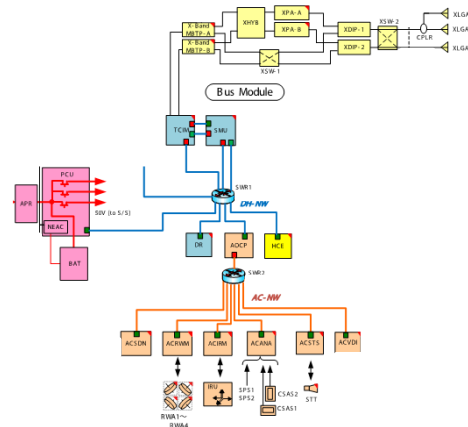 X-Band
MBTP-A
X-Band
MBTP-B
XHYB
XPA-A
XPA-B
XSW-1
XDIP-1
XDIP-2
XSW-2
CPLR
XLGA
XLGA
XLGA
Bus Module
TCIM
SMU
PCU
APR
NEAC
BAT
50V (to S/S)
SWR1
DH-NW
DR
AOCP
HCE
AC-NW
ACSDN
ACRWM
ACIRM
ACANA
ACSTS
ACVDI
RWA1～
RWA4
IRU
SPS1
SPS2
CSAS2
CSAS1
STT